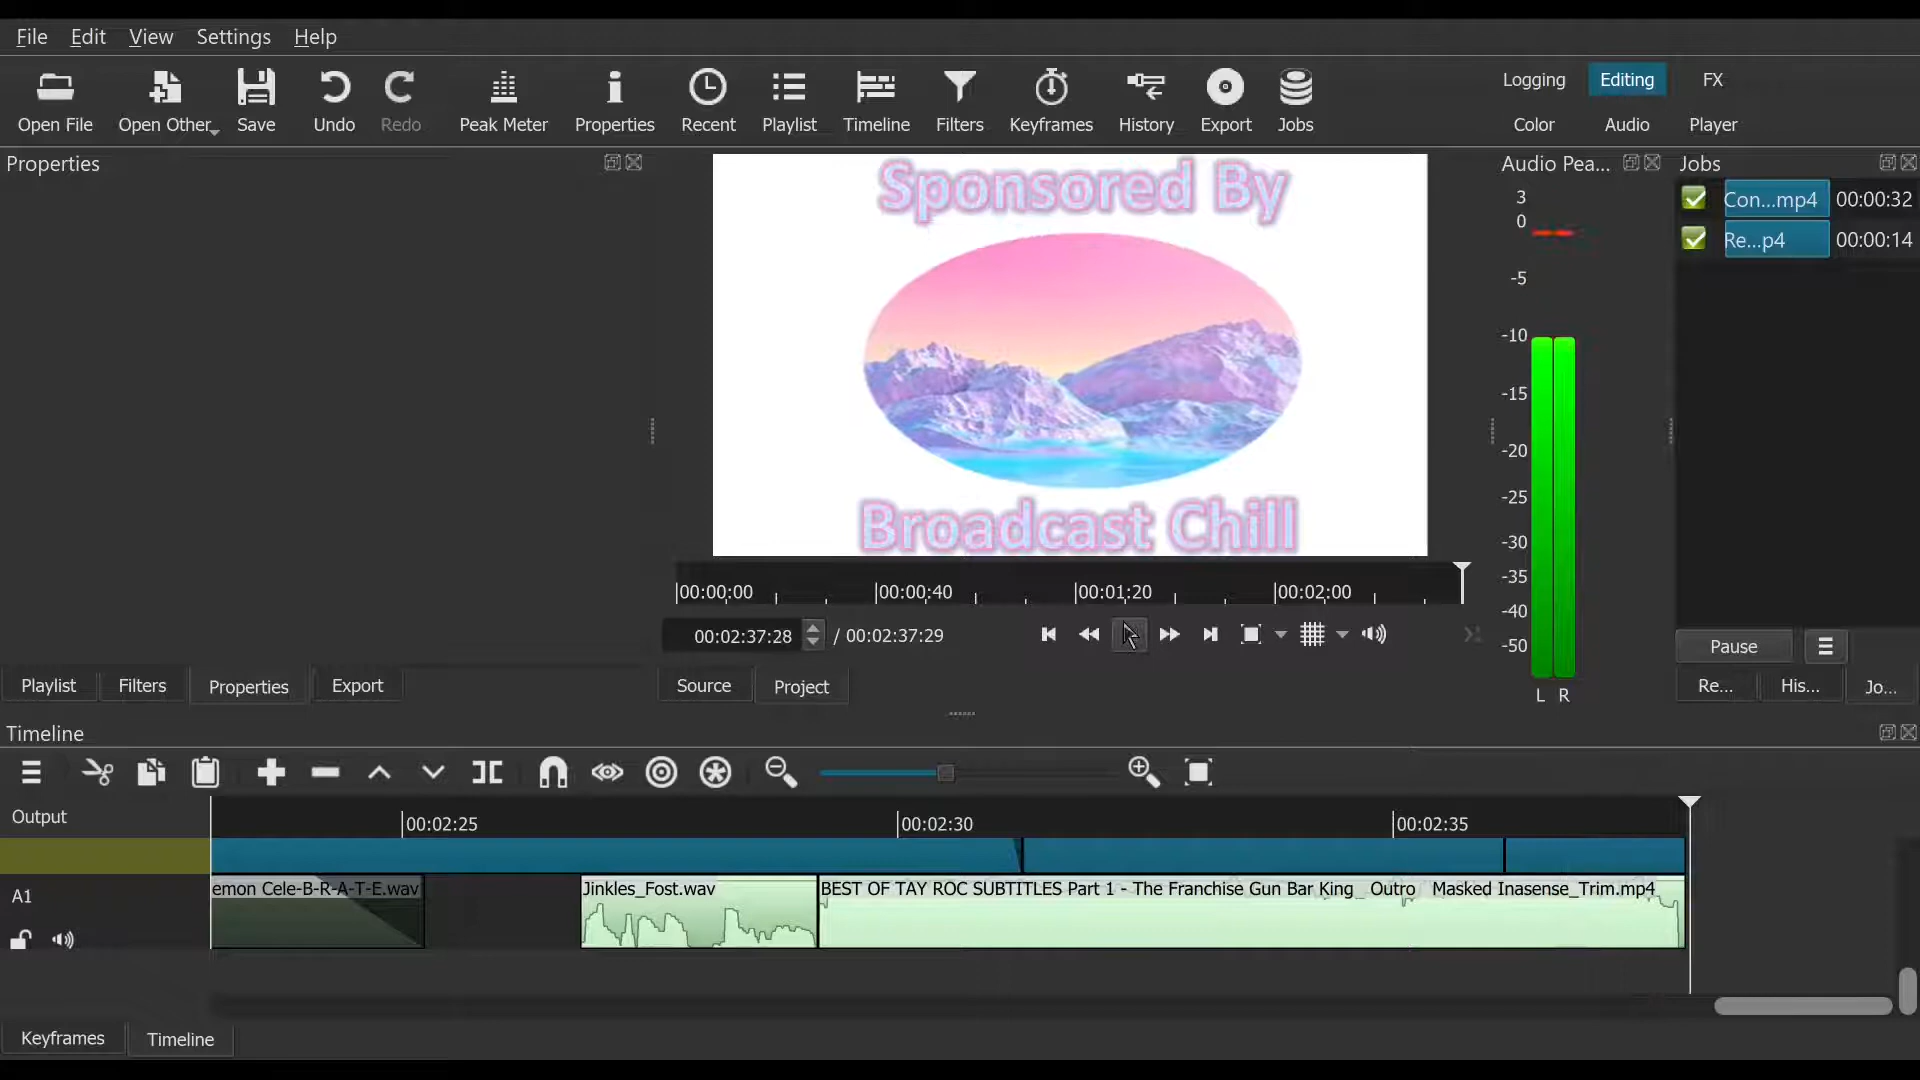 File Edit View Settings Help
Open File Open Other Save Undo Redo Peak Meter Properties Recent Playlist Timeline Filters Keyframes History Export Jobs
Logging Editing FX
Color Audio Player
Properties
Sponsored By
Broadcast Chill
Audio Pea...
3
0
-5
-10
-15
-20
-25
-30
-35
-40
-50
L R
Jobs
Con...mp4 00:00:32
Re...p4 00:00:14
00:00:00 00:00:40 00:01:20 00:02:00
00:02:37:28 / 00:02:37:29
Pause
Playlist Filters Properties Export
Source Project
Re... His... Jo...
Timeline
Output
00:02:25 00:02:30 00:02:35
A1
emon Cele-B-R-A-T-E.wav
Jinkles_Fost.wav
BEST OF TAY ROC SUBTITLES Part 1 - The Franchise Gun Bar King_ Outro Masked Inasense_Trim.mp4
Keyframes Timeline